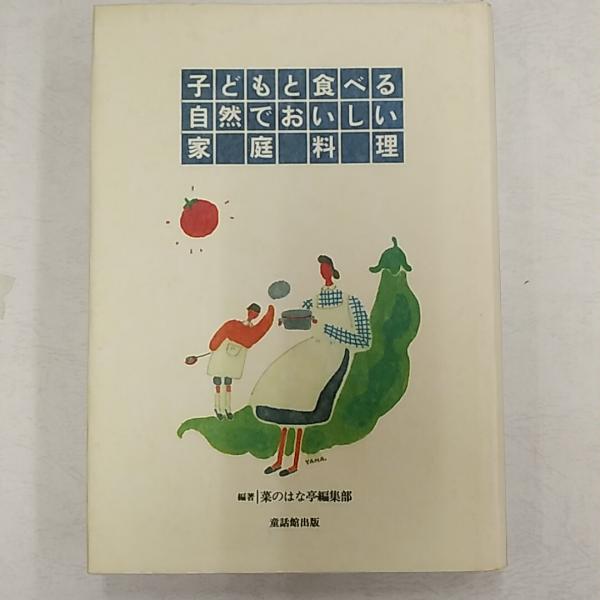 子どもと食べる
自然でおいしい
家庭料理
YAMA.
編著 菜のはな亭編集部
童話館出版